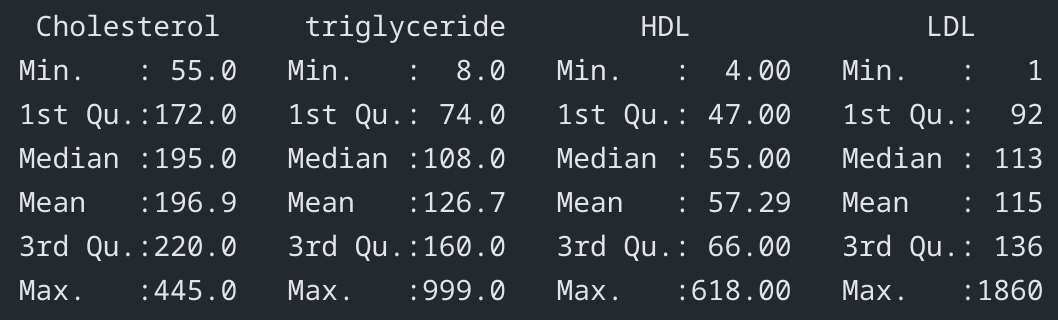 Cholesterol triglyceride HDL LDL
Min. : 55.0 Min. : 8.0 Min. : 4.00 Min. : 1
1st Qu.:172.0 1st Qu.: 74.0 1st Qu.: 47.00 1st Qu.: 92
Median :195.0 Median :108.0 Median : 55.00 Median : 113
Mean :196.9 Mean :126.7 Mean : 57.29 Mean : 115
3rd Qu.:220.0 3rd Qu.:160.0 3rd Qu.: 66.00 3rd Qu.: 136
Max. :445.0 Max. :999.0 Max. :618.00 Max. :1860